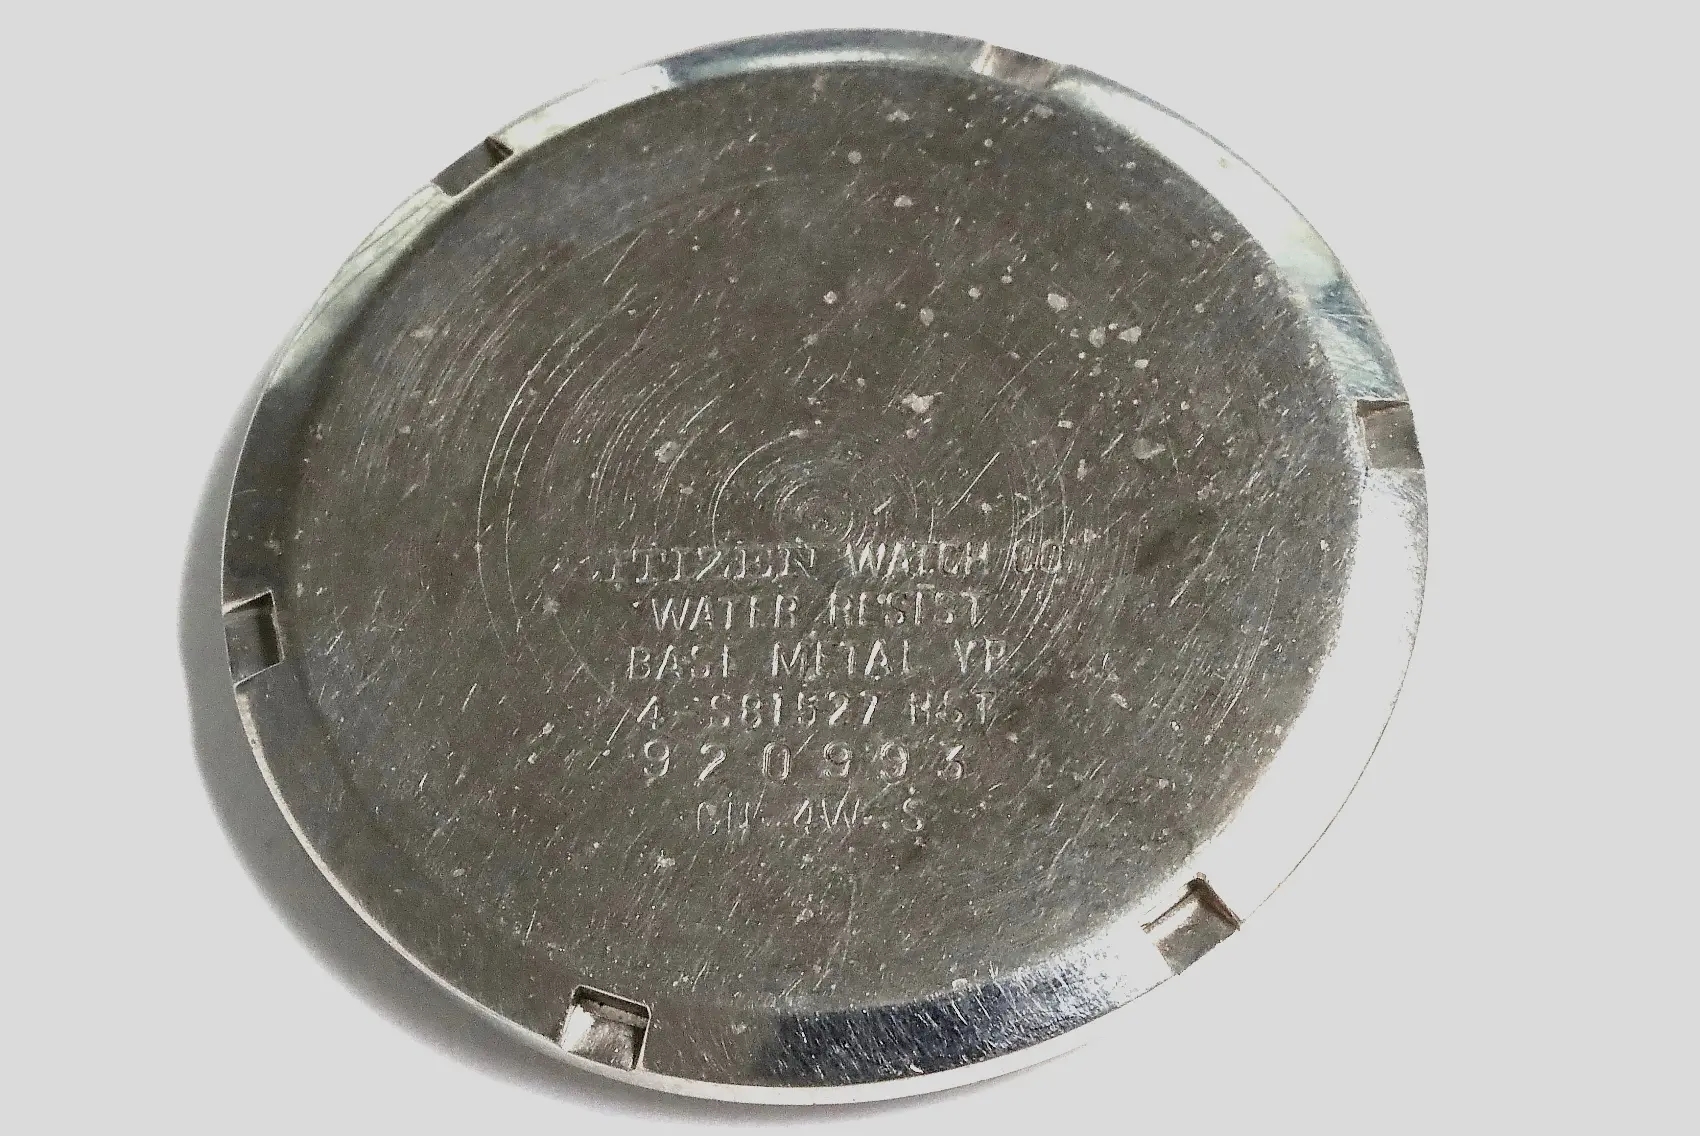 CITIZEN WATCH CO
WATER RESIST
BASE METAL YP
4-S81527 HST
920993
GN-4W-S